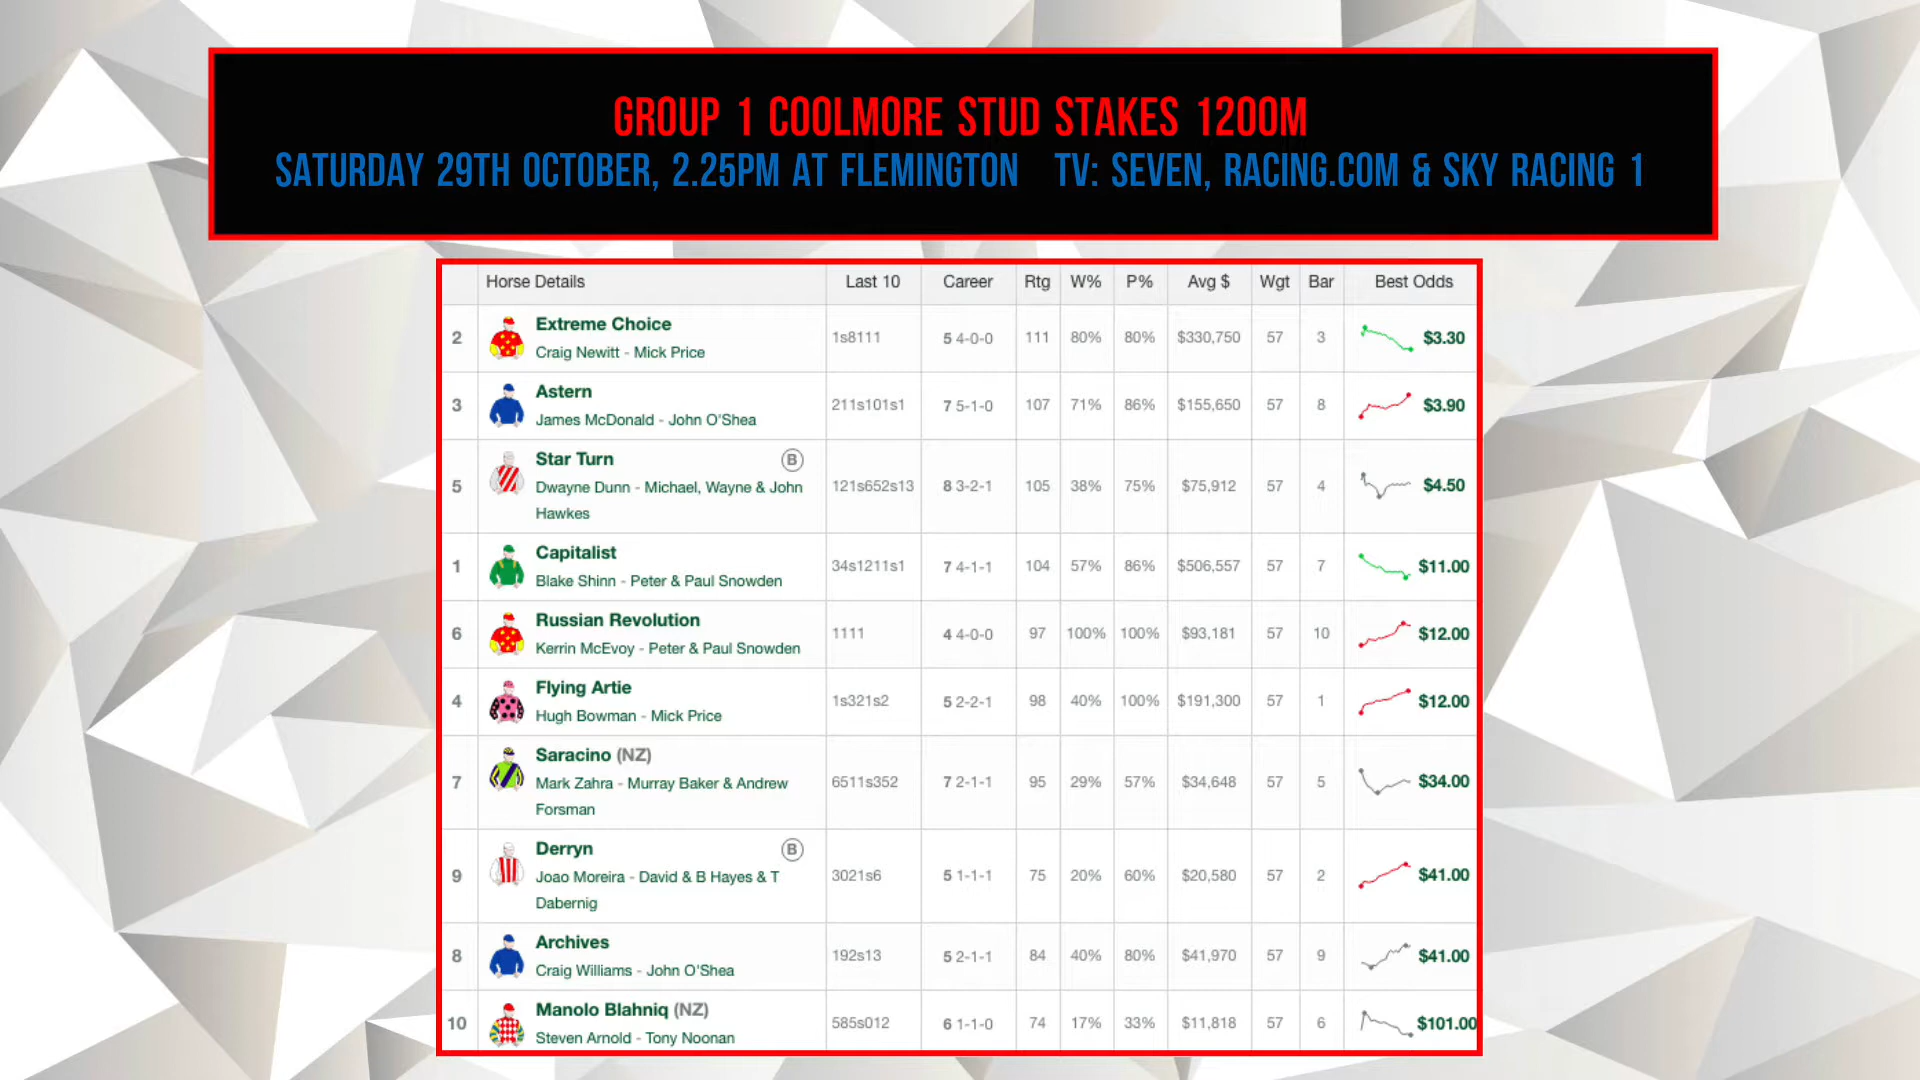 GROUP 1 COOLMORE STUD STAKES 1200M
SATURDAY 29TH OCTOBER, 2.25PM AT FLEMINGTON TV: SEVEN, RACING.COM & SKY RACING 1
Horse Details Last 10 Career Rtg W% P% Avg $ Wgt Bar Best Odds
Extreme Choice
2 1s8111 5 4-0-0 111 80% 80% $330,750 57 3 $3.30
Craig Newitt - Mick Price
Astern
3 211s101s1 7 5-1-0 107 71% 86% $155,650 57 8 $3.90
James McDonald - John O'Shea
Star Turn B
5 Dwayne Dunn - Michael, Wayne & John 121s652s13 8 3-2-1 105 38% 75% $75,912 57 4 $4.50
Hawkes
Capitalist
1 34s1211s1 7 4-1-1 104 57% 86% $506,557 57 7 $11.00
Blake Shinn - Peter & Paul Snowden
Russian Revolution
6 1111 4 4-0-0 97 100% 100% $93,181 57 10 $12.00
Kerrin McEvoy - Peter & Paul Snowden
Flying Artie
4 1s321s2 5 2-2-1 98 40% 100% $191,300 57 1 $12.00
Hugh Bowman - Mick Price
Saracino (NZ)
7 Mark Zahra - Murray Baker & Andrew 6511s352 7 2-1-1 95 29% 57% $34,648 57 5 $34.00
Forsman
Derryn B
9 Joao Moreira - David & B Hayes & T 3021s6 5 1-1-1 75 20% 60% $20,580 57 2 $41.00
Dabernig
Archives
8 192s13 5 2-1-1 84 40% 80% $41,970 57 9 $41.00
Craig Williams - John O'Shea
Manolo Blahniq (NZ)
10 585s012 6 1-1-0 74 17% 33% $11,818 57 6 $101.00
Steven Arnold - Tony Noonan